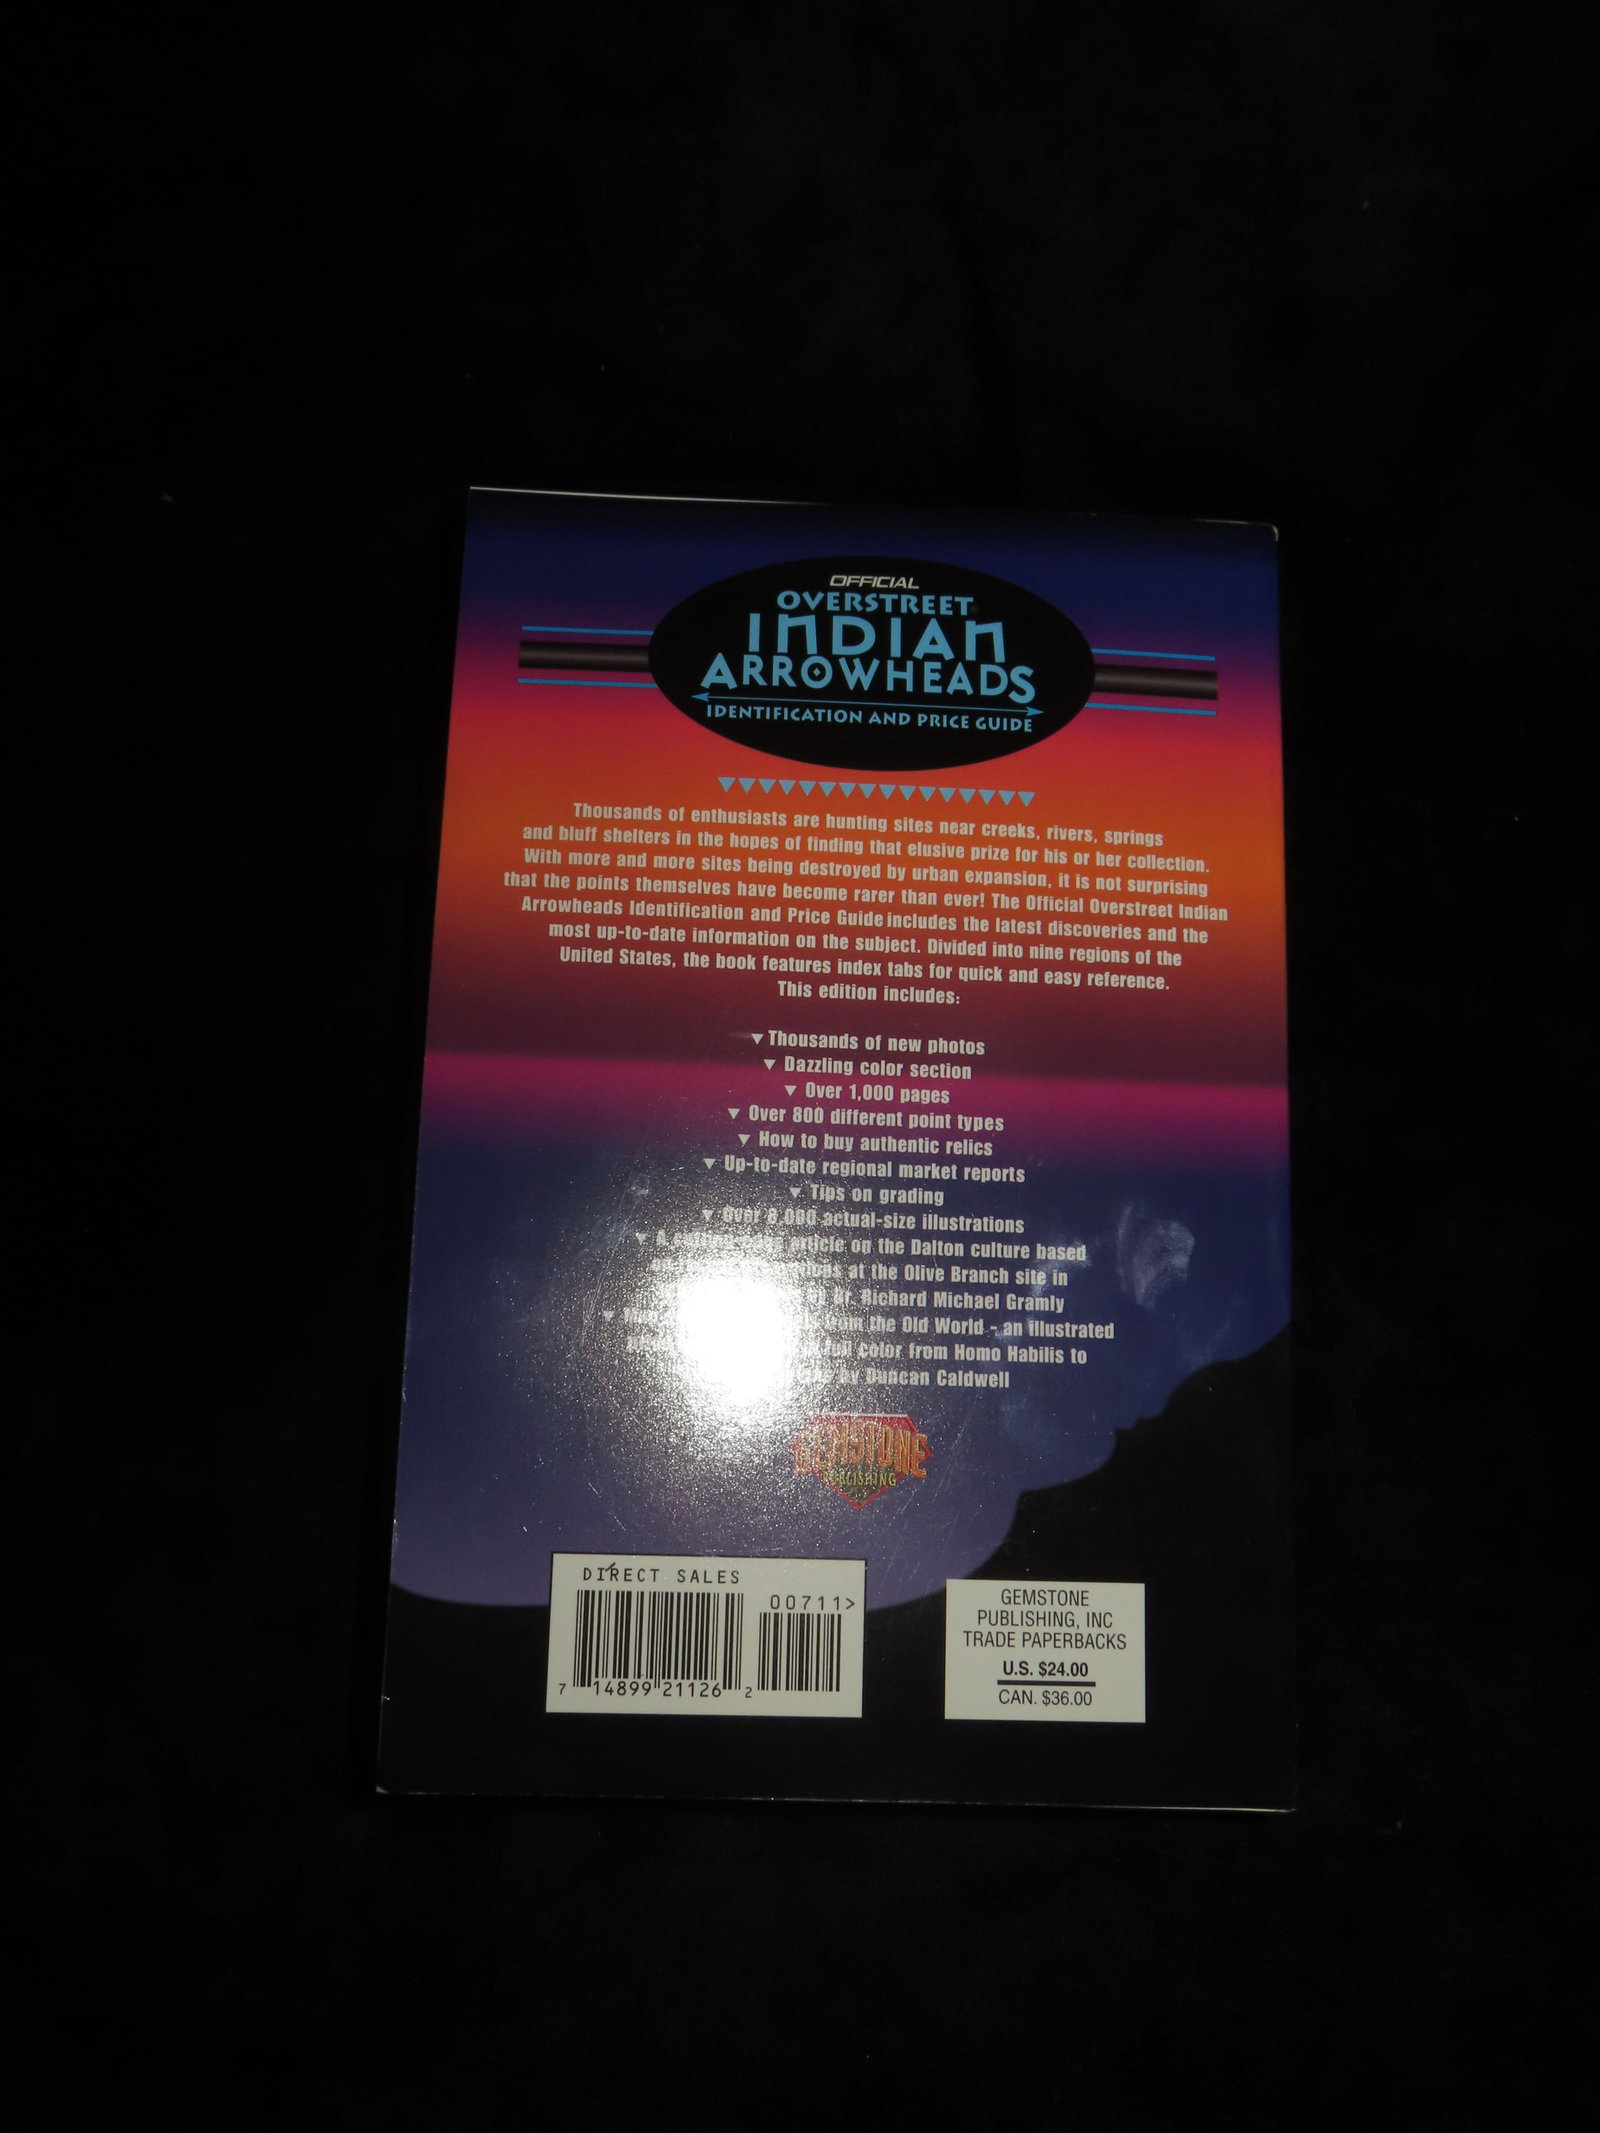 OFFICIAL
OVERSTREET®
INDIAN
ARROWHEADS
IDENTIFICATION AND PRICE GUIDE
Thousands of enthusiasts are hunting sites near creeks, rivers, springs
and bluff shelters in the hopes of finding that elusive prize for his or her collection.
With more and more sites being destroyed by urban expansion, it is not surprising
that the points themselves have become rarer than ever! The Official Overstreet Indian
Arrowheads Identification and Price Guide includes the latest discoveries and the
most up-to-date information on the subject. Divided into nine regions of the
United States, the book features index tabs for quick and easy reference.
This edition includes:
▼ Thousands of new photos
▼ Dazzling color section
▼ Over 1,000 pages
▼ Over 800 different point types
▼ How to buy authentic relics
▼ Up-to-date regional market reports
▼ Tips on grading
▼ Over 8,000 actual-size illustrations
▼ A article on the Dalton culture based
at the Olive Branch site in
Dr. Richard Michael Gramly
▼ from the Old World - an illustrated
full color from Homo Habilis to
by Duncan Caldwell
GEMSTONE
PUBLISHING
DIRECT SALES
00711>
7 14899 21126 2
GEMSTONE
PUBLISHING, INC
TRADE PAPERBACKS
U.S. $24.00
CAN. $36.00